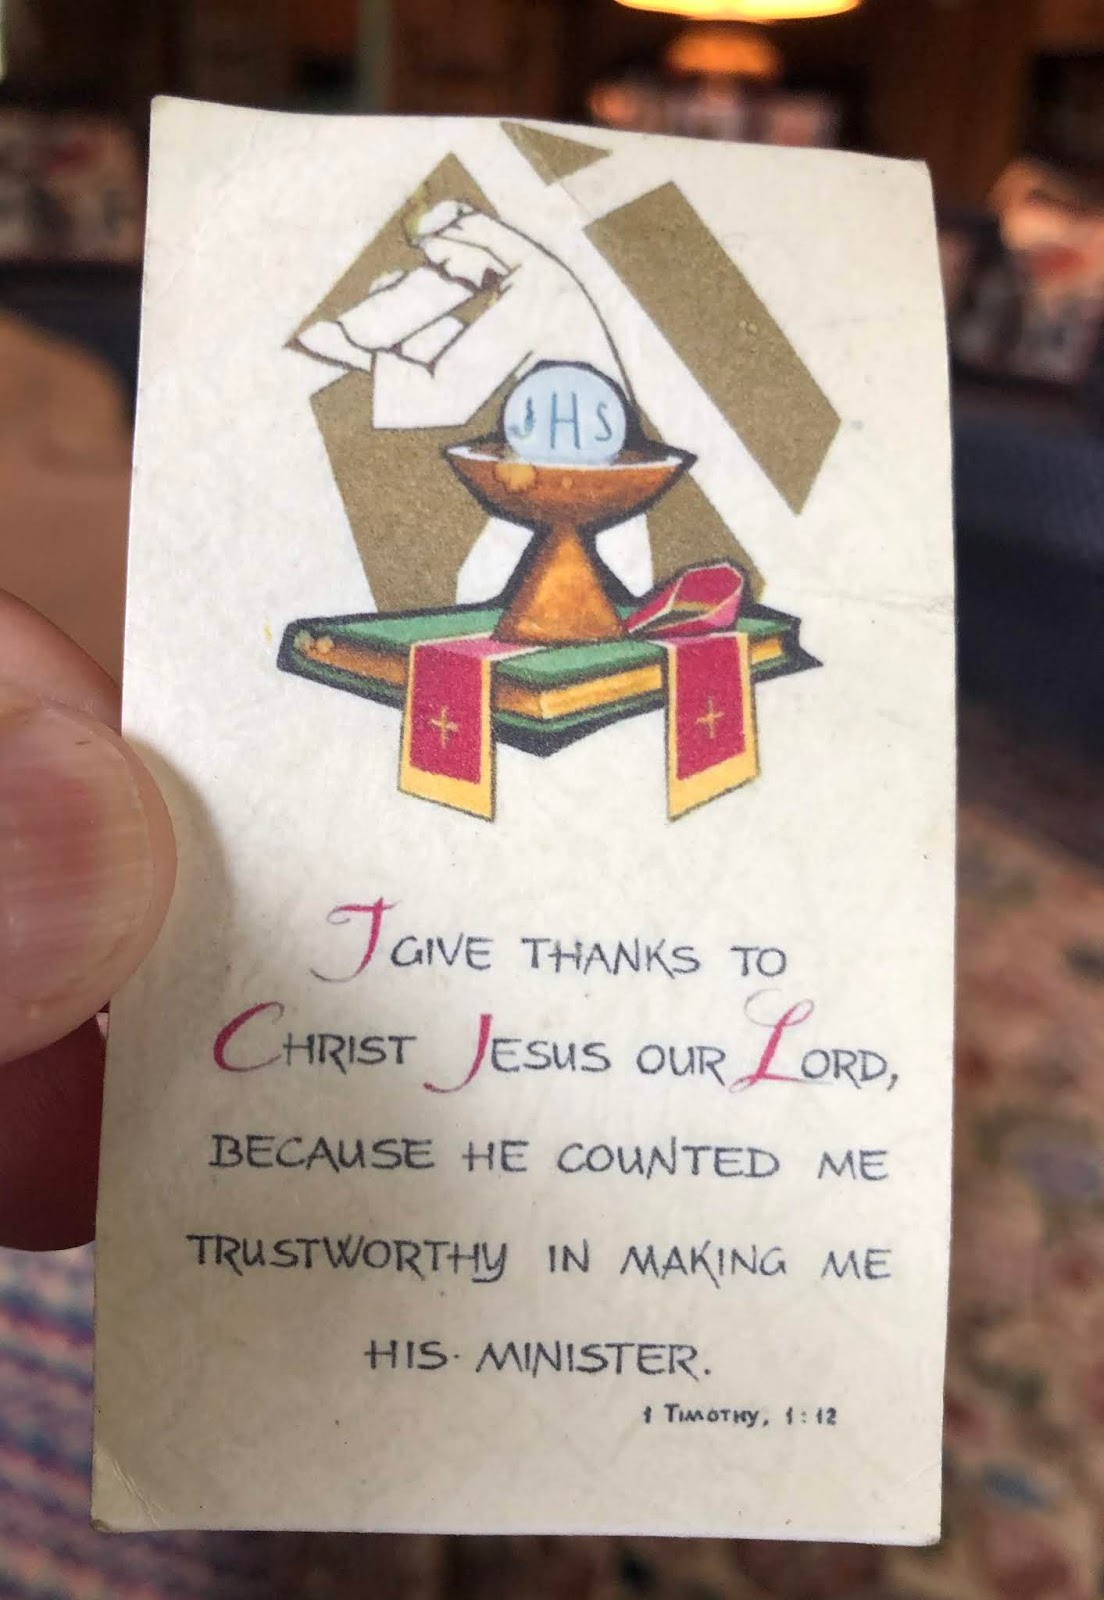 JHS
I GIVE THANKS TO
CHRIST JESUS OUR LORD,
BECAUSE HE COUNTED ME
TRUSTWORTHY IN MAKING ME
HIS· MINISTER.
1 TIMOTHY, 1:12